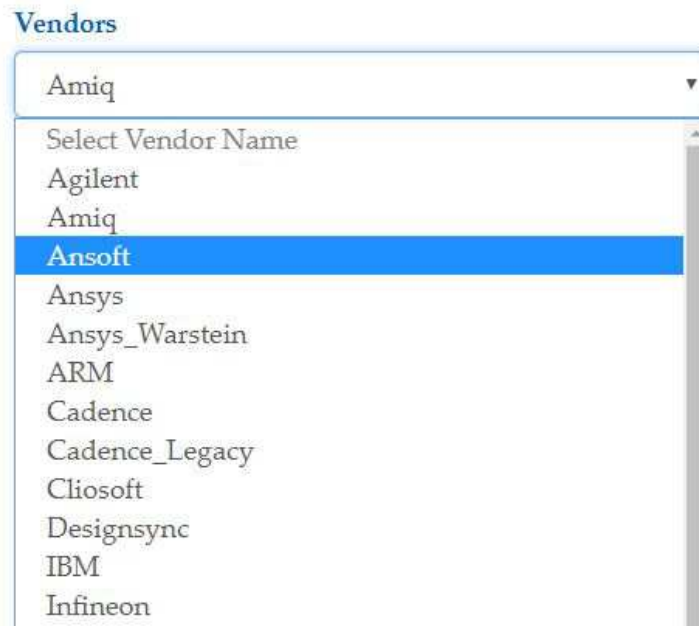 Vendors
Amiq
Select Vendor Name
Agilent
Amiq
Ansoft
Ansys
Ansys_Warstein
ARM
Cadence
Cadence_Legacy
Cliosoft
Designsync
IBM
Infineon